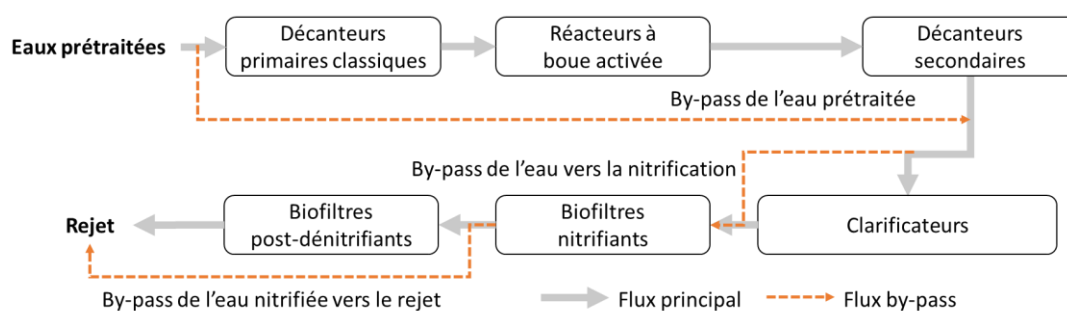 Eaux prétraitées
Décanteurs
primaires classiques
Réacteurs à
boue activée
Décanteurs
secondaires
By-pass de l'eau prétraitée
By-pass de l'eau vers la nitrification
Rejet
Biofiltres
post-dénitrifiants
Biofiltres
nitrifiants
Clarificateurs
By-pass de l'eau nitrifiée vers le rejet
Flux principal
Flux by-pass